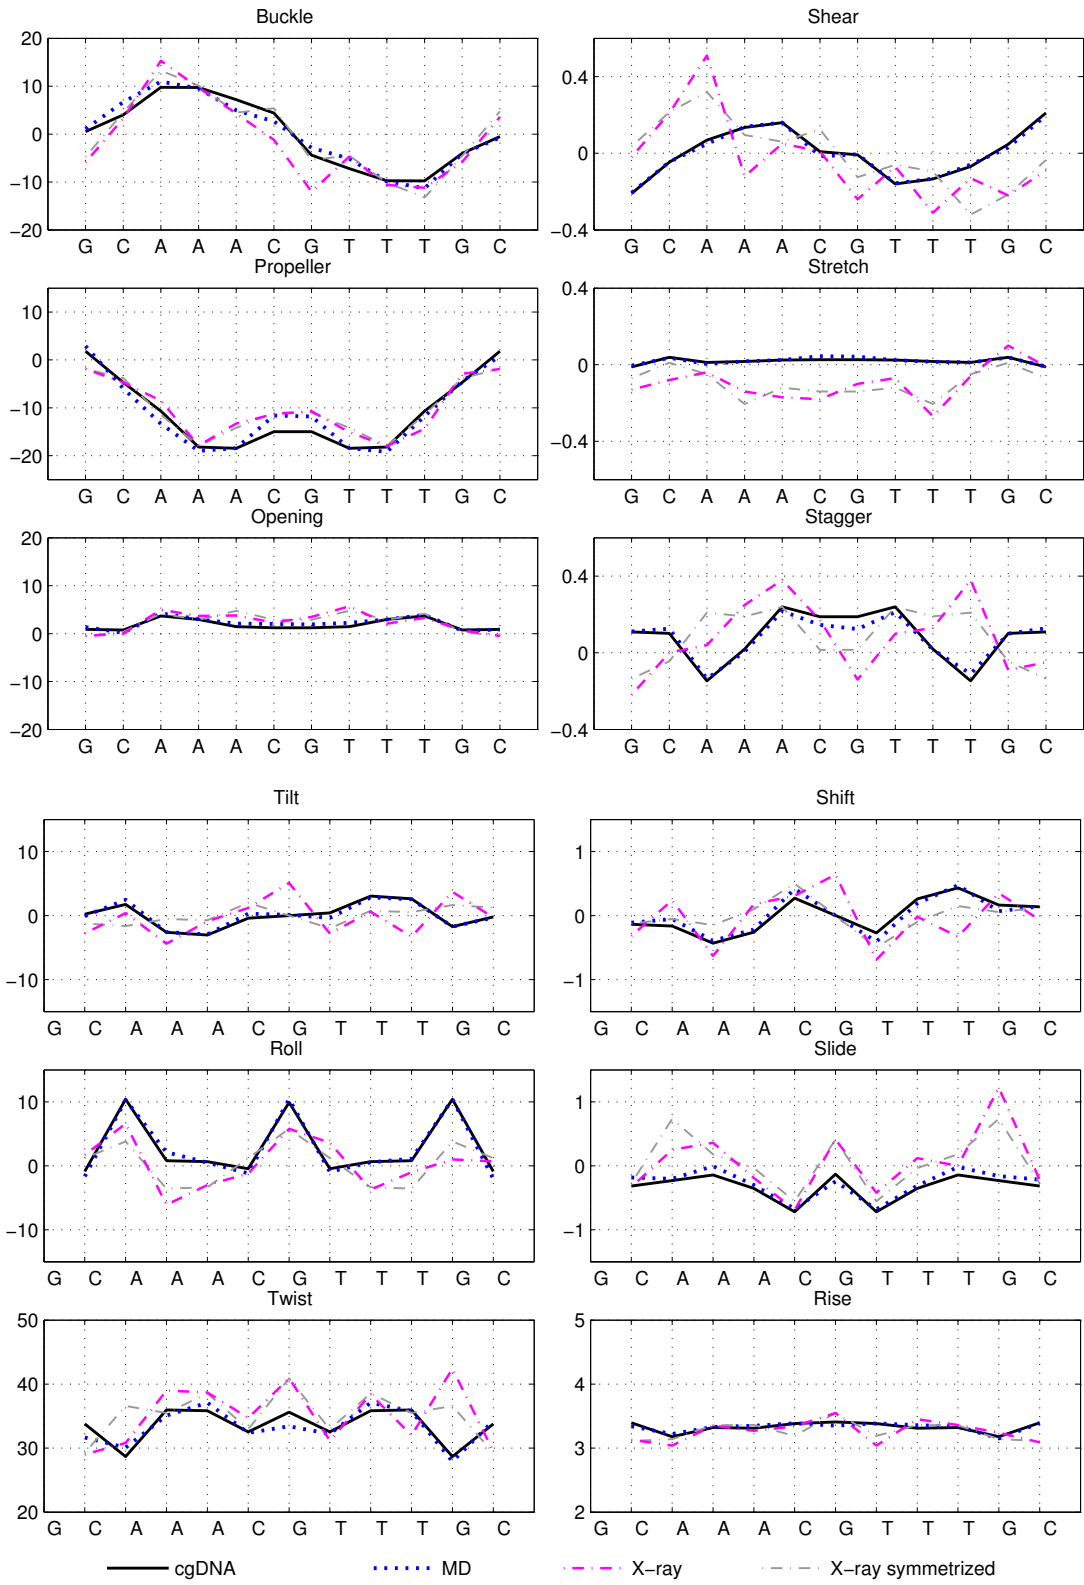 Buckle
20
10
0
−10
−20
G C A A A C G T T T G C
Shear
0.4
0
−0.4
G C A A A C G T T T G C
Propeller
10
0
−10
−20
G C A A A C G T T T G C
Stretch
0.4
0
−0.4
G C A A A C G T T T G C
Opening
20
10
0
−10
−20
G C A A A C G T T T G C
Stagger
0.4
0
−0.4
G C A A A C G T T T G C
Tilt
10
0
−10
G C A A A C G T T T G C
Shift
1
0
−1
G C A A A C G T T T G C
Roll
10
0
−10
G C A A A C G T T T G C
Slide
1
0
−1
G C A A A C G T T T G C
Twist
50
40
30
20
G C A A A C G T T T G C
Rise
5
4
3
2
G C A A A C G T T T G C
cgDNA MD X−ray X−ray symmetrized